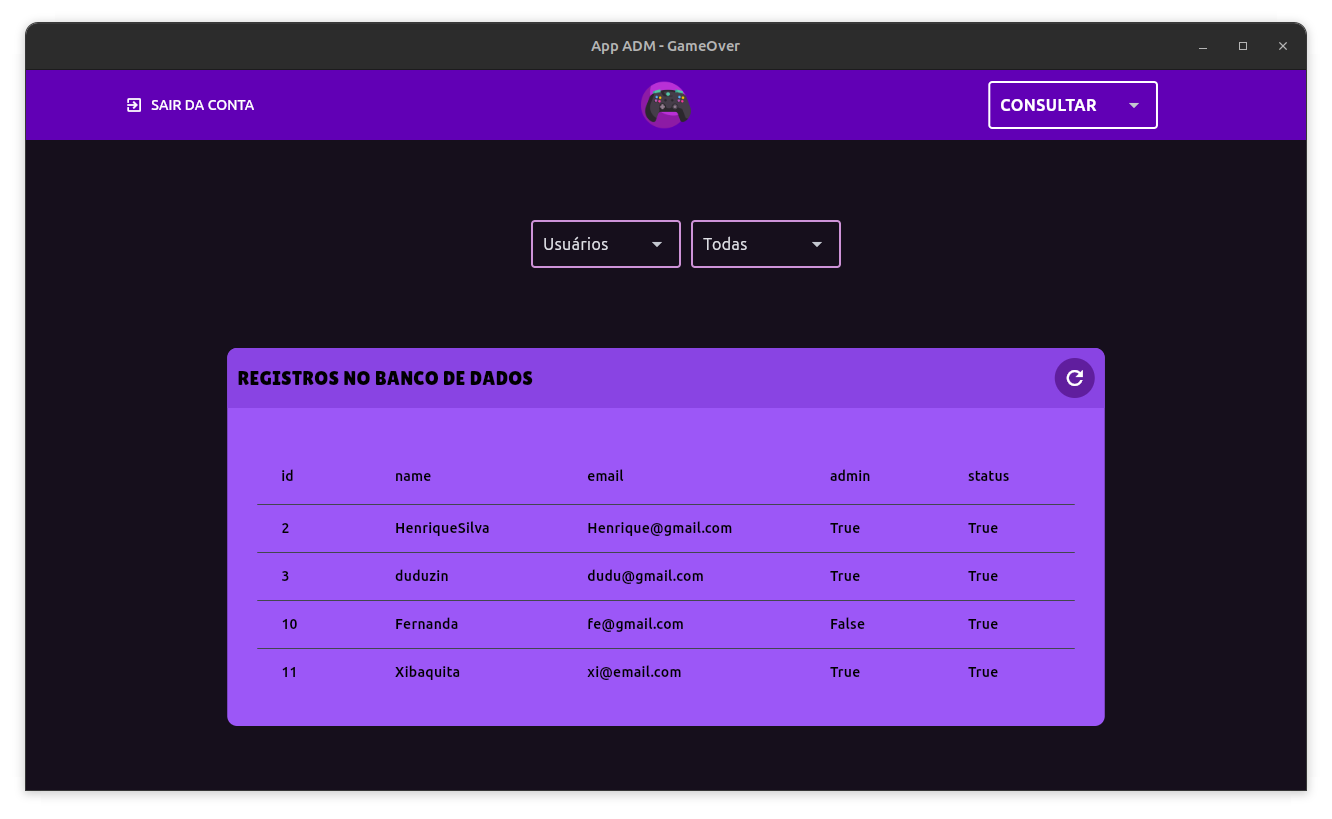 App ADM - GameOver
SAIR DA CONTA
CONSULTAR
Usuários Todas
REGISTROS NO BANCO DE DADOS
id name email admin status
2 HenriqueSilva Henrique@gmail.com True True
3 duduzin dudu@gmail.com True True
10 Fernanda fe@gmail.com False True
11 Xibaquita xi@email.com True True